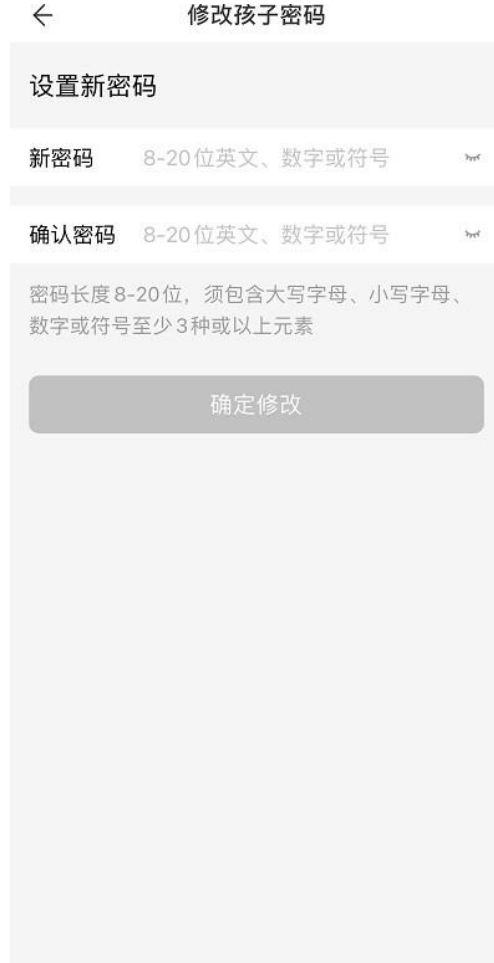 修改孩子密码
设置新密码
新密码 8-20位英文、数字或符号
确认密码 8-20位英文、数字或符号
密码长度8-20位，须包含大写字母、小写字母、
数字或符号至少3种或以上元素
确定修改